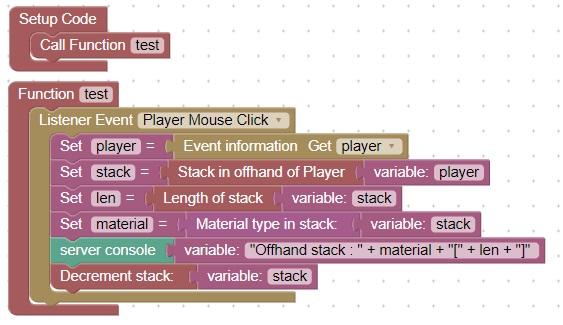 Setup Code
Call Function test
Function test
Listener Event Player Mouse Click
Set player = Event information Get player
Set stack = Stack in offhand of Player variable: player
Set len = Length of stack variable: stack
Set material = Material type in stack: variable: stack
server console variable: "Offhand stack : " + material + "[" + len + "]"
Decrement stack: variable: stack